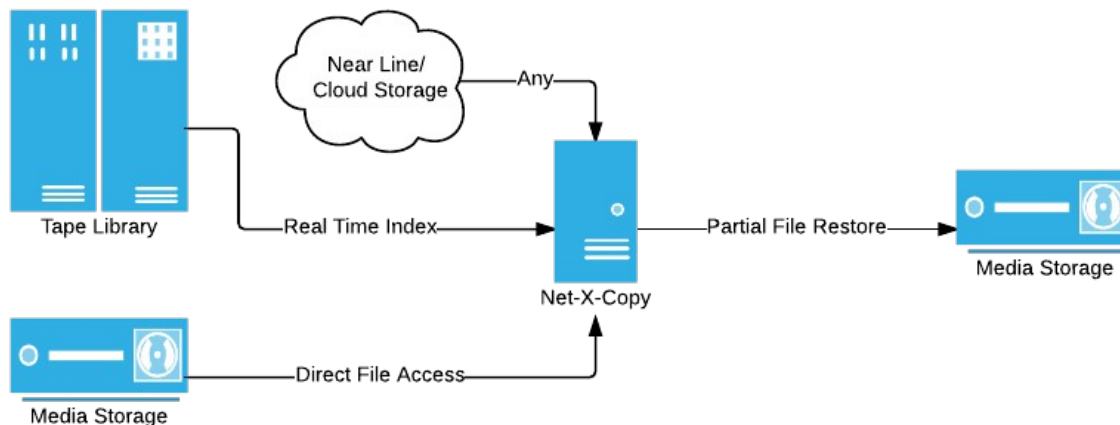 Near Line/
Cloud Storage
Any
Tape Library
Real Time Index
Partial File Restore
Media Storage
Net-X-Copy
Direct File Access
Media Storage